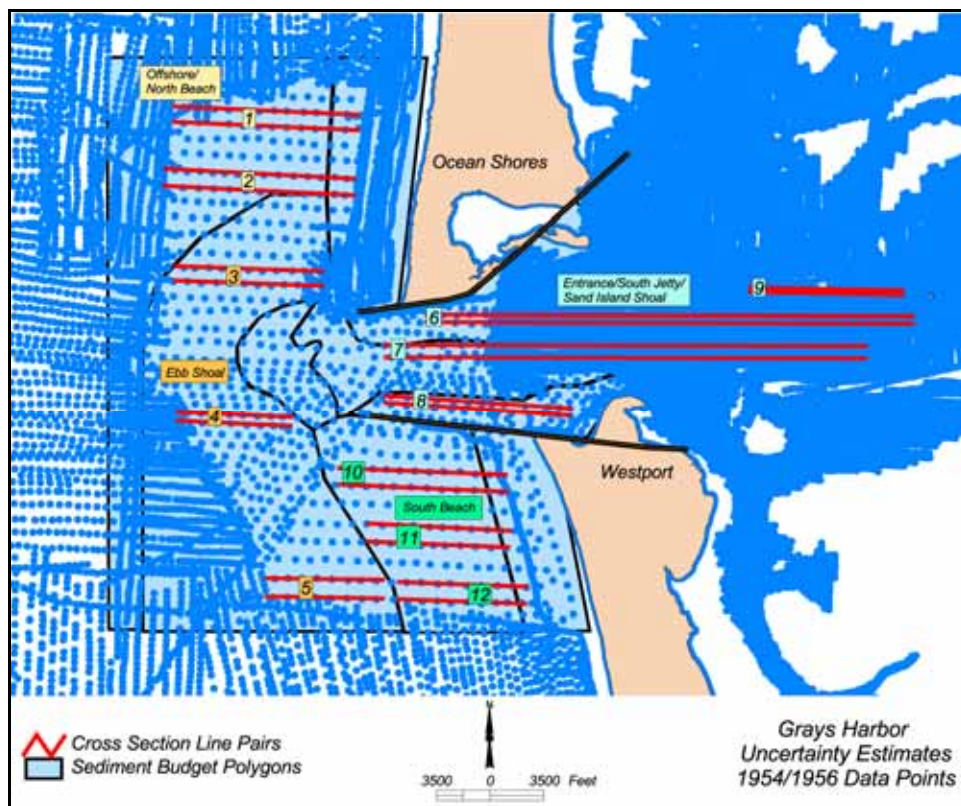 Offshore/
North Beach
1
2
Ocean Shores
3
Entrance/South Jetty/
Sand Island Shoal
9
6
7
Ebb Shoal
8
4
Westport
10
South Beach
11
5
12
N
Cross Section Line Pairs
Sediment Budget Polygons
3500 0 3500 Feet
Grays Harbor
Uncertainty Estimates
1954/1956 Data Points